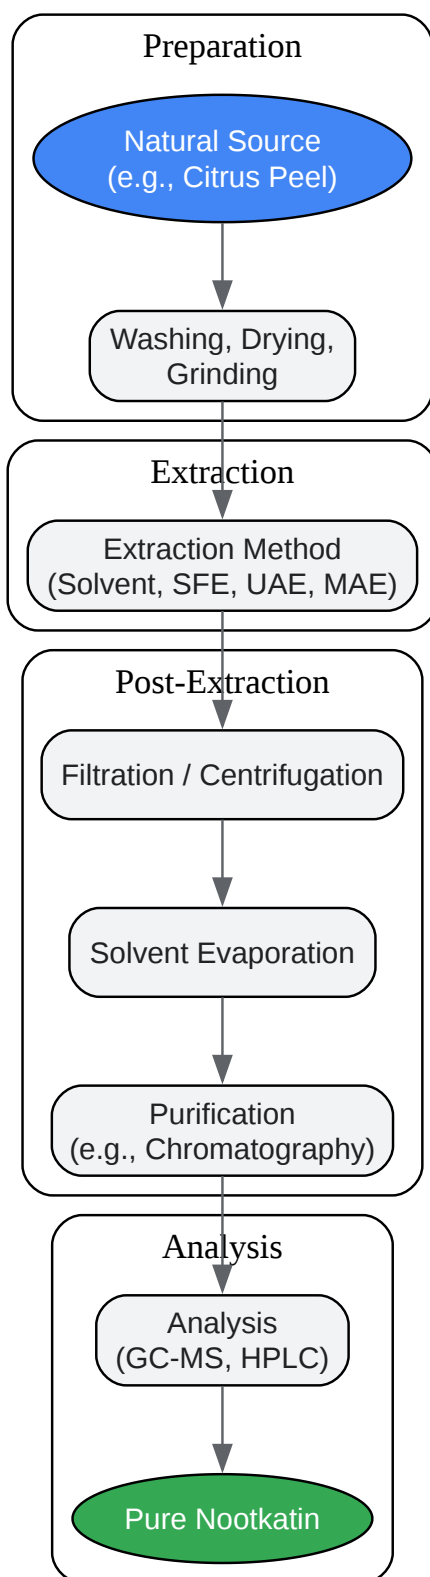 Preparation
Natural Source
(e.g., Citrus Peel)
Washing, Drying,
Grinding
Extraction
Extraction Method
(Solvent, SFE, UAE, MAE)
Post-Extraction
Filtration / Centrifugation
Solvent Evaporation
Purification
(e.g., Chromatography)
Analysis
Analysis
(GC-MS, HPLC)
Pure Nootkatin